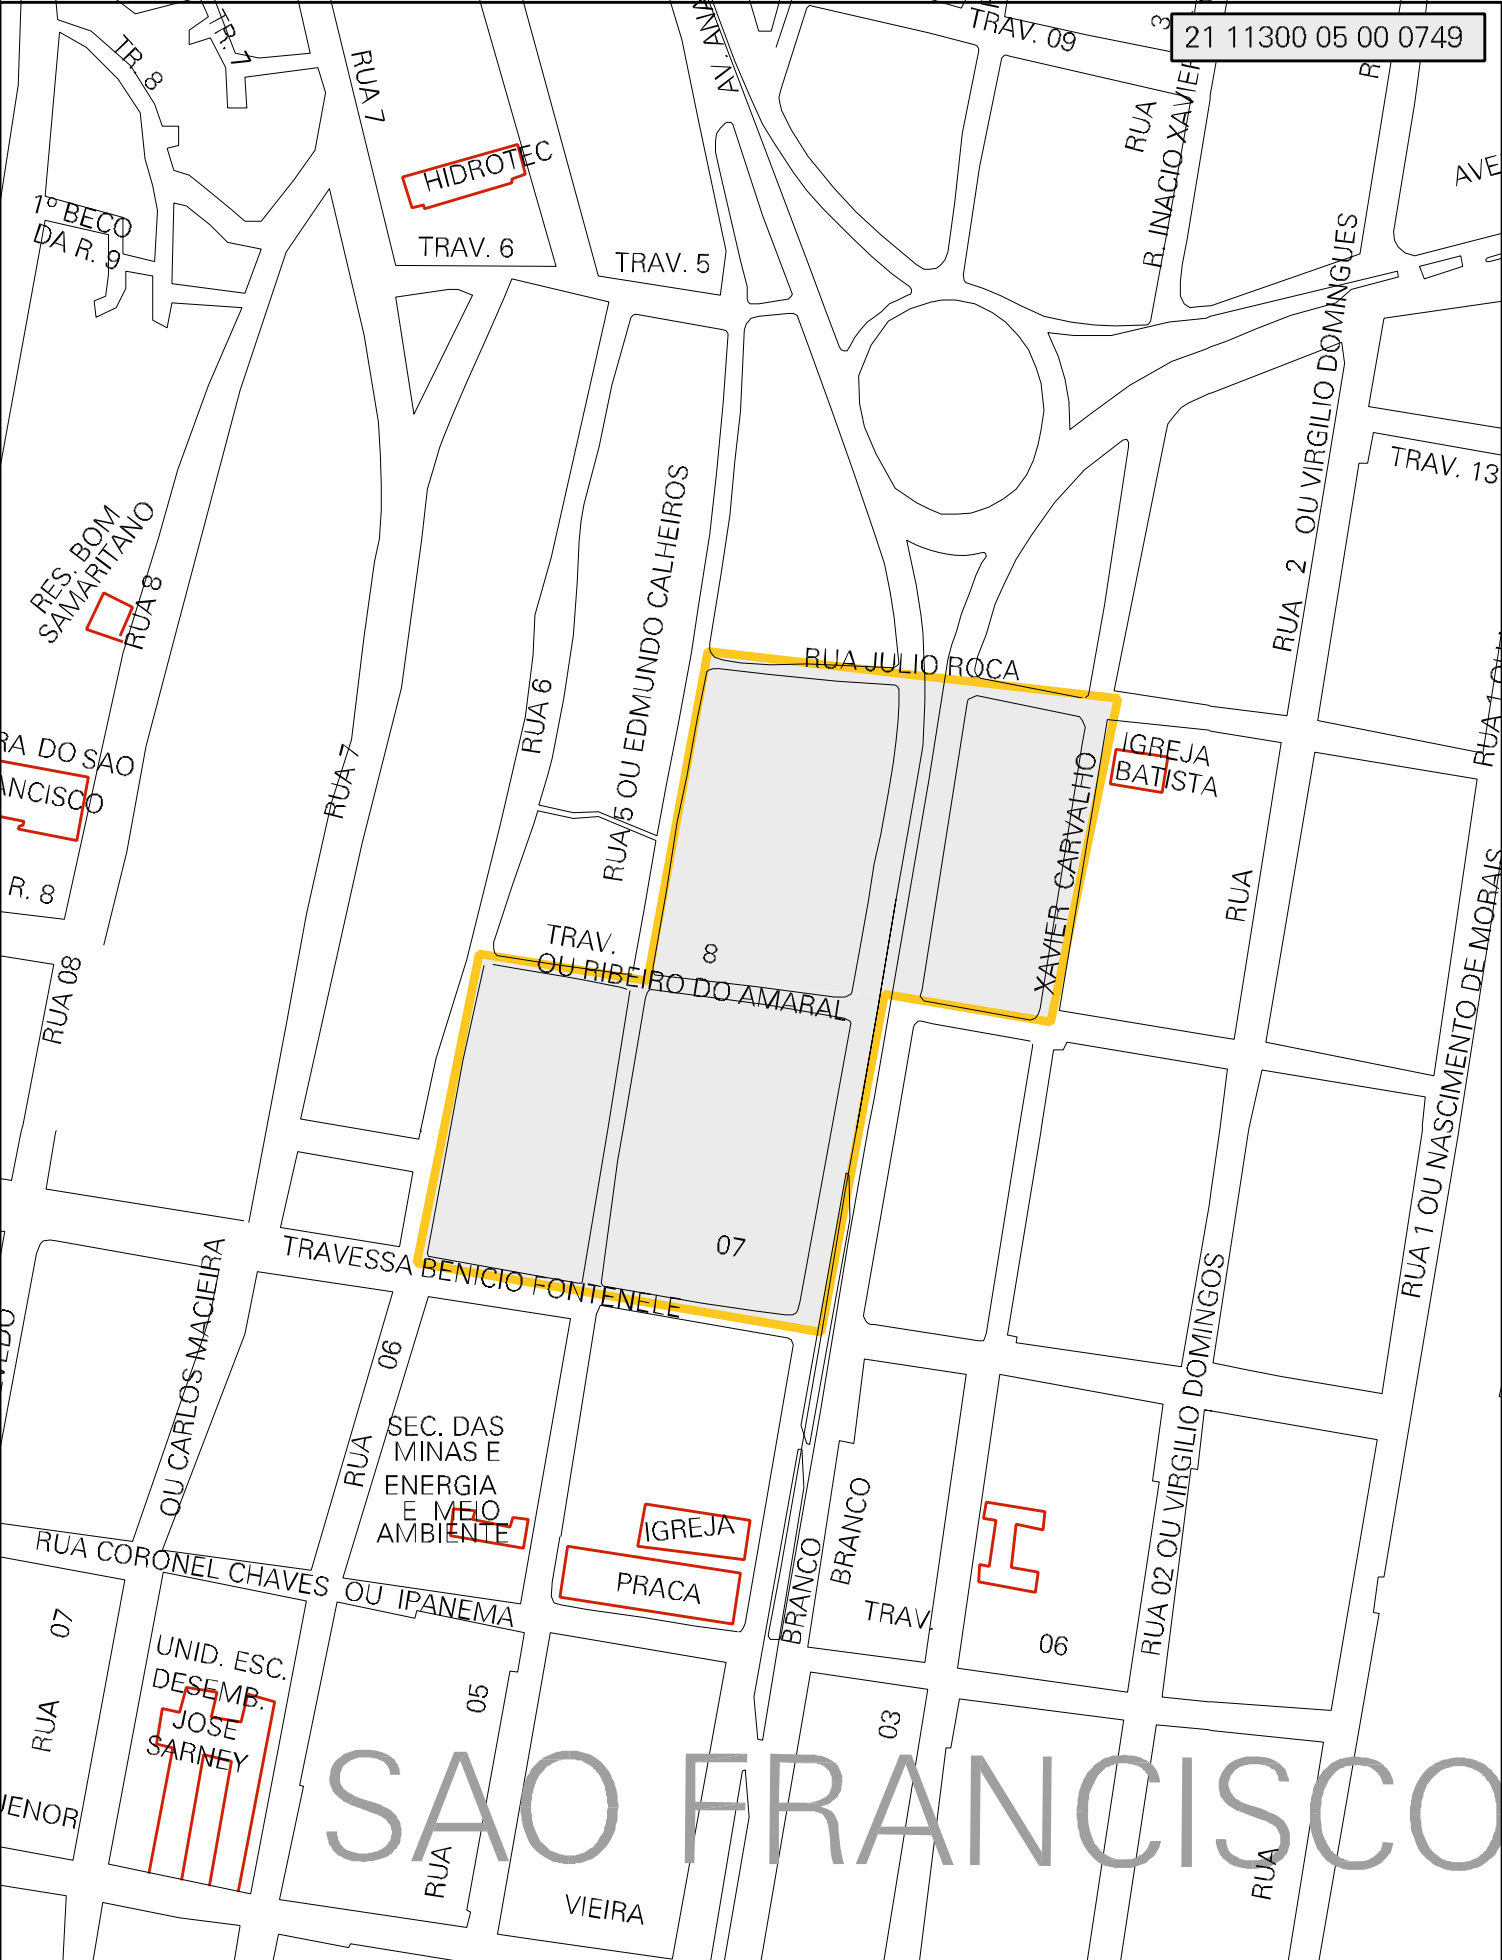 TRAV. 09
3
21 11300 05 00 0749
TR. 8
TR. 7
RUA 7
RUA
R. INACIO XAVIER
R
AVE
HIDROTEC
1º BECO
DA R. 9
TRAV. 6
TRAV. 5
RUA 2 OU VIRGILIO DOMINGUES
TRAV. 13
RES. BOM
SAMARITANO
RUA 8
RUA 5 OU EDMUNDO CALHEIROS
RUA 6
RUA JULIO ROCA
RA DO SAO
ANCISCO
RUA 7
IGREJA
BATISTA
XAVIER CARVALHO
RUA
R. 8
RUA 08
TRAV. 8
OU RIBEIRO DO AMARAL
RUA 1 OU NASCIMENTO DE MORAIS
07
TRAVESSA BENICIO FONTENELE
OU CARLOS MACIEIRA
RUA 06
SEC. DAS
MINAS E
ENERGIA
E MEIO
AMBIENTE
IGREJA
PRACA
BRANCO
BRANCO
TRAV.
06
RUA 02 OU VIRGILIO DOMINGOS
RUA CORONEL CHAVES OU IPANEMA
07
RUA
UNID. ESC.
DESEMB.
JOSE
SARNEY
05
RUA
03
SAO FRANCISCO
ENOR
VIEIRA
RUA